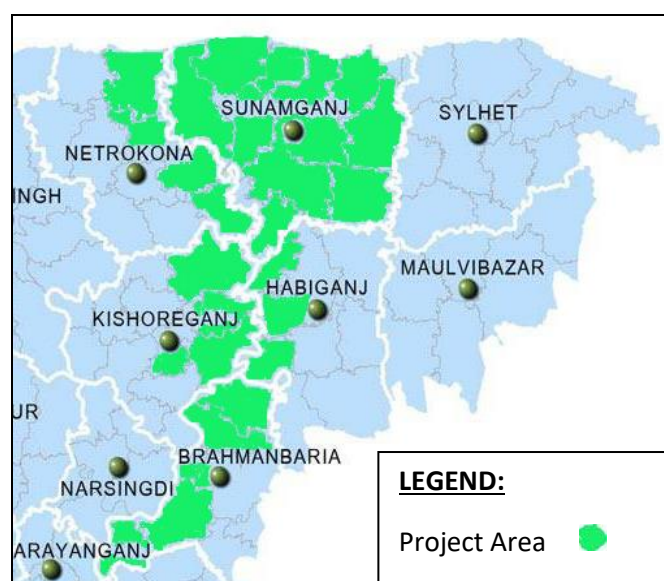 SUNAMGANJ
SYLHET
NETROKONA
INGH
MAULVIBAZAR
HABIGANJ
KISHOREGANJ
UR
BRAHMANBARIA
NARSINGDI
ARAYANGANJ
LEGEND:
Project Area